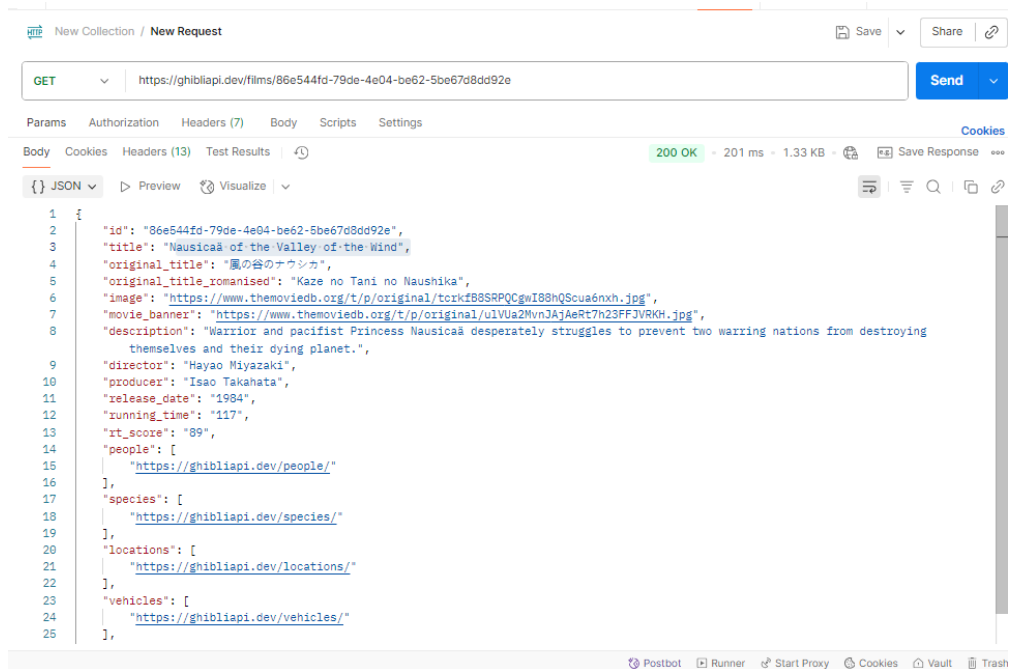 New Collection / New Request
Save
Share
GET
https://ghibliapi.dev/films/86e544fd-79de-4e04-be62-5be67d8dd92e
Send
Params Authorization Headers (7) Body Scripts Settings
Cookies
Body Cookies Headers (13) Test Results
200 OK 201 ms 1.33 KB
Save Response
{} JSON Preview Visualize
1 {
2 "id": "86e544fd-79de-4e04-be62-5be67d8dd92e",
3 "title": "Nausicaä of the Valley of the Wind",
4 "original_title": "風の谷のナウシカ",
5 "original_title_romanised": "Kaze no Tani no Naushika",
6 "image": "https://www.themoviedb.org/t/p/original/tcrkfB8SRPQCgwI88hQScua6nxh.jpg",
7 "movie_banner": "https://www.themoviedb.org/t/p/original/ulVUa2MvnJAjAeRt7h23FFJVRKH.jpg",
8 "description": "Warrior and pacifist Princess Nausicaä desperately struggles to prevent two warring nations from destroying
themselves and their dying planet.",
9 "director": "Hayao Miyazaki",
10 "producer": "Isao Takahata",
11 "release_date": "1984",
12 "running_time": "117",
13 "rt_score": "89",
14 "people": [
15 "https://ghibliapi.dev/people/"
16 ],
17 "species": [
18 "https://ghibliapi.dev/species/"
19 ],
20 "locations": [
21 "https://ghibliapi.dev/locations/"
22 ],
23 "vehicles": [
24 "https://ghibliapi.dev/vehicles/"
25 ],
Postbot Runner Start Proxy Cookies Vault Trash